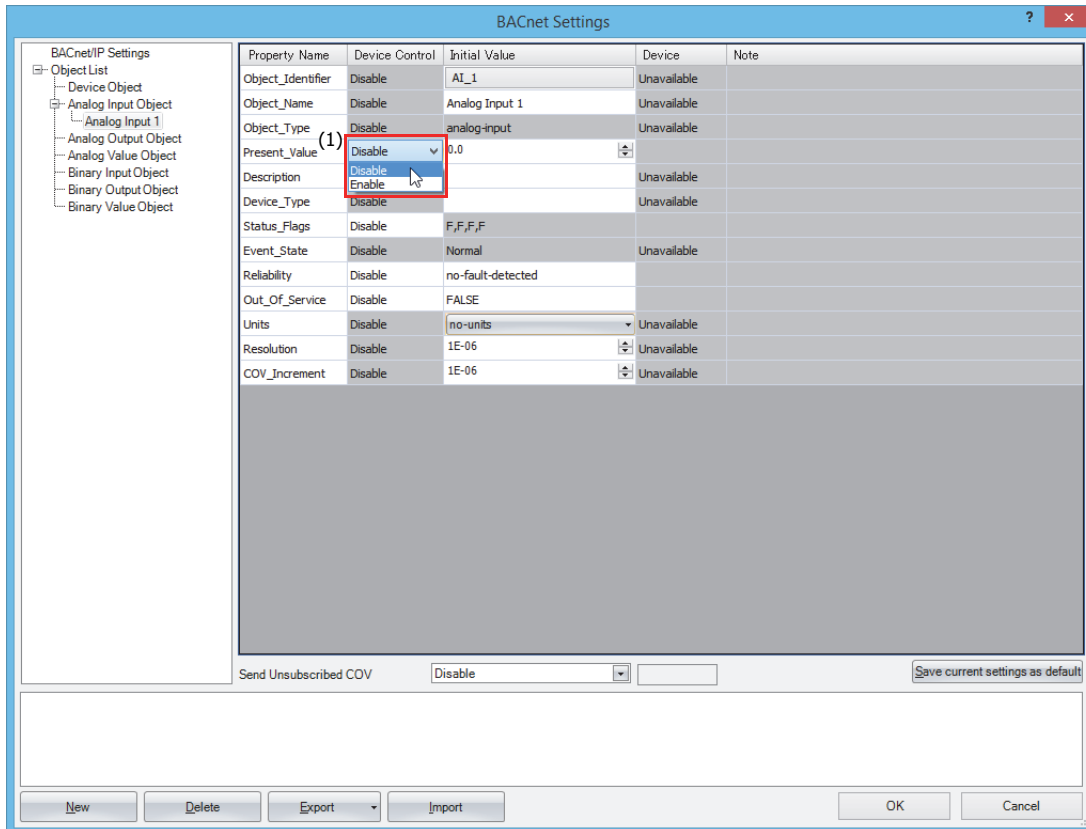 BACnet Settings
?
×
BACnet/IP Settings
Object List
Device Object
Analog Input Object
Analog Input 1
Analog Output Object
Analog Value Object
Binary Input Object
Binary Output Object
Binary Value Object
Property Name Device Control Initial Value Device Note
Object_Identifier Disable AI_1 Unavailable
Object_Name Disable Analog Input 1 Unavailable
Object_Type Disable analog-input Unavailable
(1)
Present_Value Disable 0.0
Disable
Enable
Description Unavailable
Device_Type Disable Unavailable
Status_Flags Disable F,F,F,F
Event_State Disable Normal Unavailable
Reliability Disable no-fault-detected
Out_Of_Service Disable FALSE
Units Disable no-units Unavailable
Resolution Disable 1E-06 Unavailable
COV_Increment Disable 1E-06 Unavailable
Send Unsubscribed COV Disable Save current settings as default
New Delete Export Import OK Cancel